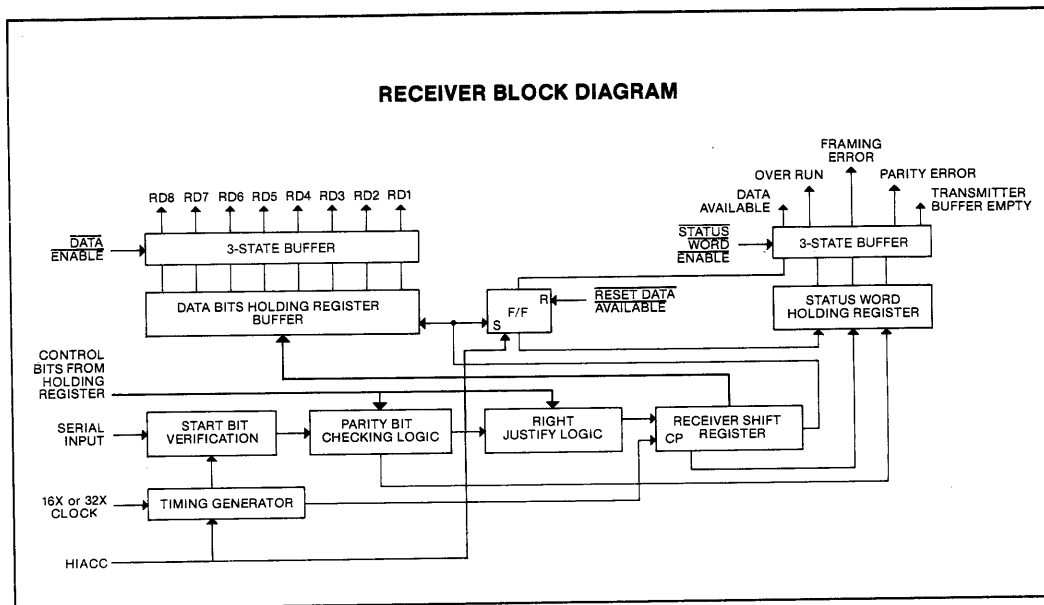 RECEIVER BLOCK DIAGRAM
FRAMING
ERROR
OVER RUN
PARITY ERROR
DATA
AVAILABLE
TRANSMITTER
BUFFER EMPTY
RD8 RD7 RD6 RD5 RD4 RD3 RD2 RD1
DATA
ENABLE
3-STATE BUFFER
STATUS
WORD
ENABLE
3-STATE BUFFER
DATA BITS HOLDING REGISTER
BUFFER
F/F
R
S
RESET DATA
AVAILABLE
STATUS WORD
HOLDING REGISTER
CONTROL
BITS FROM
HOLDING
REGISTER
SERIAL
INPUT
START BIT
VERIFICATION
PARITY BIT
CHECKING LOGIC
RIGHT
JUSTIFY LOGIC
RECEIVER SHIFT
REGISTER
CP
16X or 32X
CLOCK
TIMING GENERATOR
HIACC